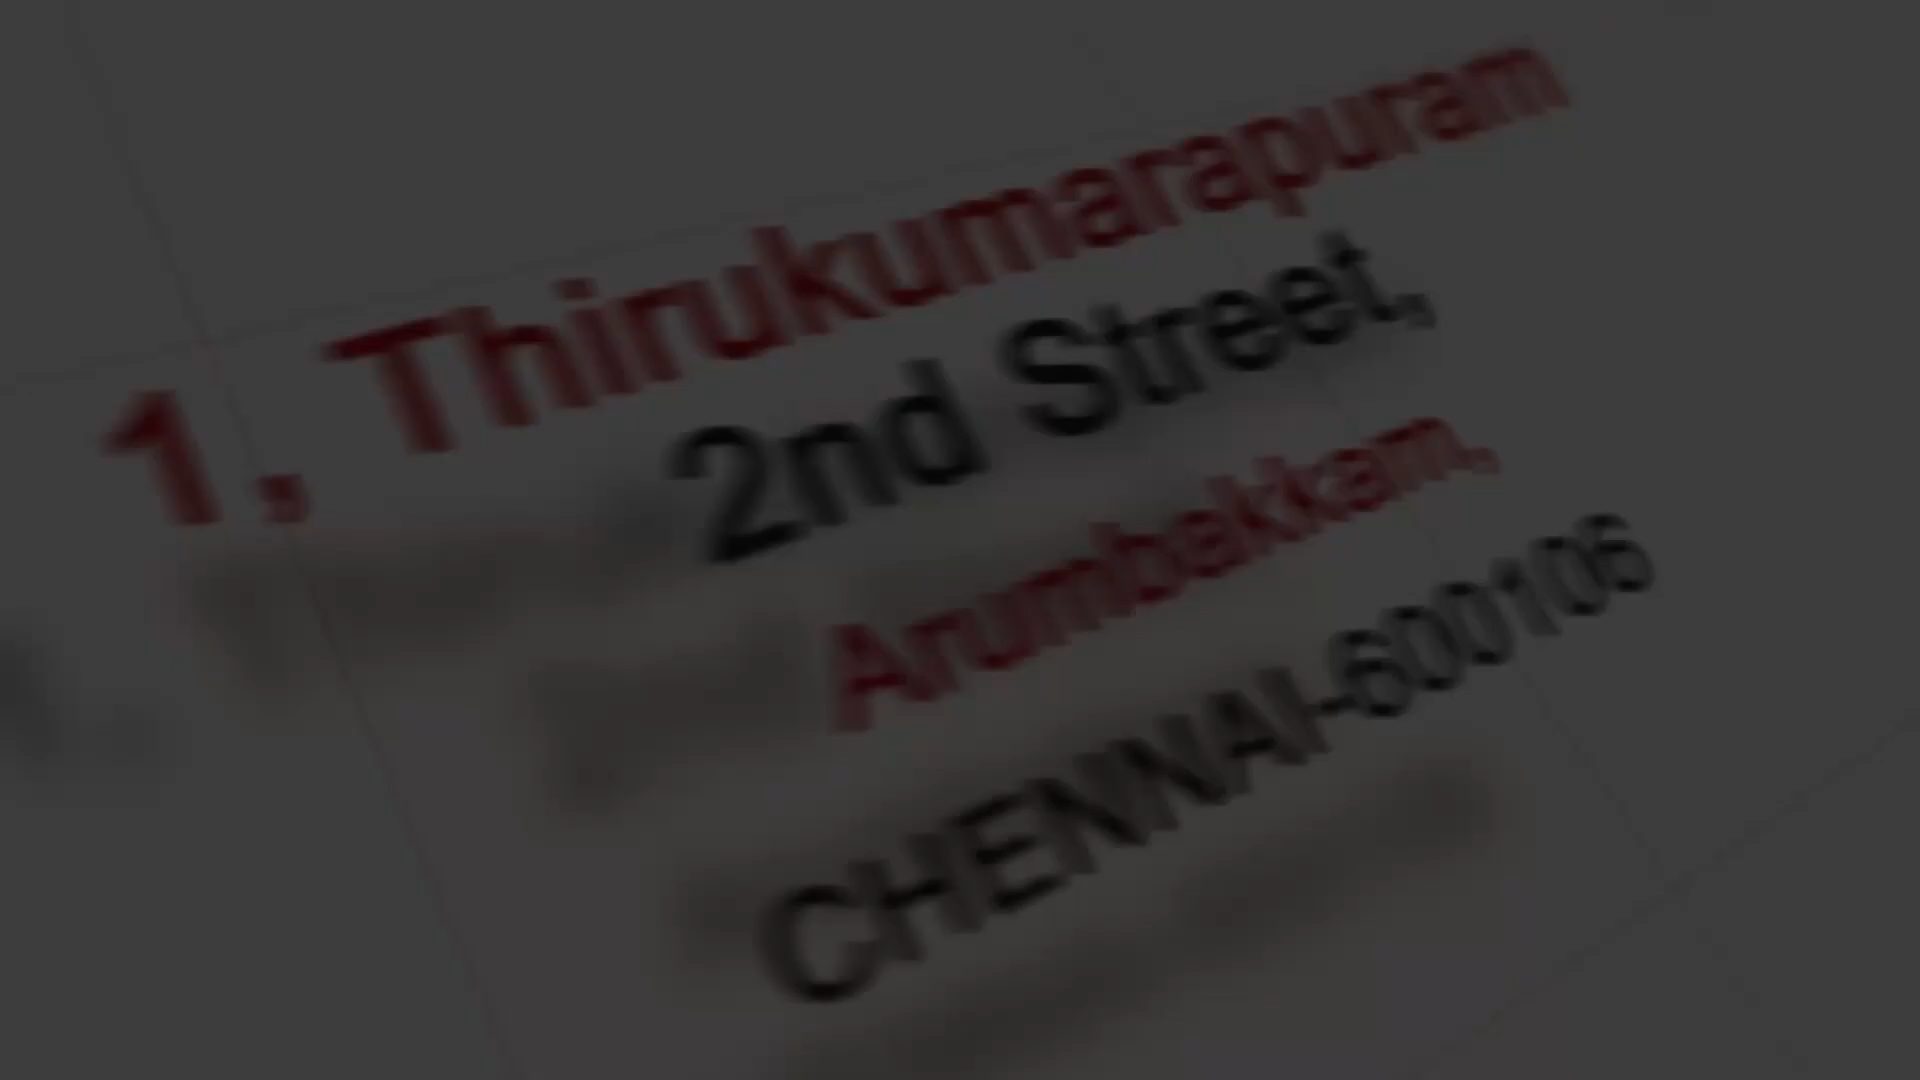 1, Thirukumarapuram
2nd Street,
Arumbakkam,
CHENNAI-600106